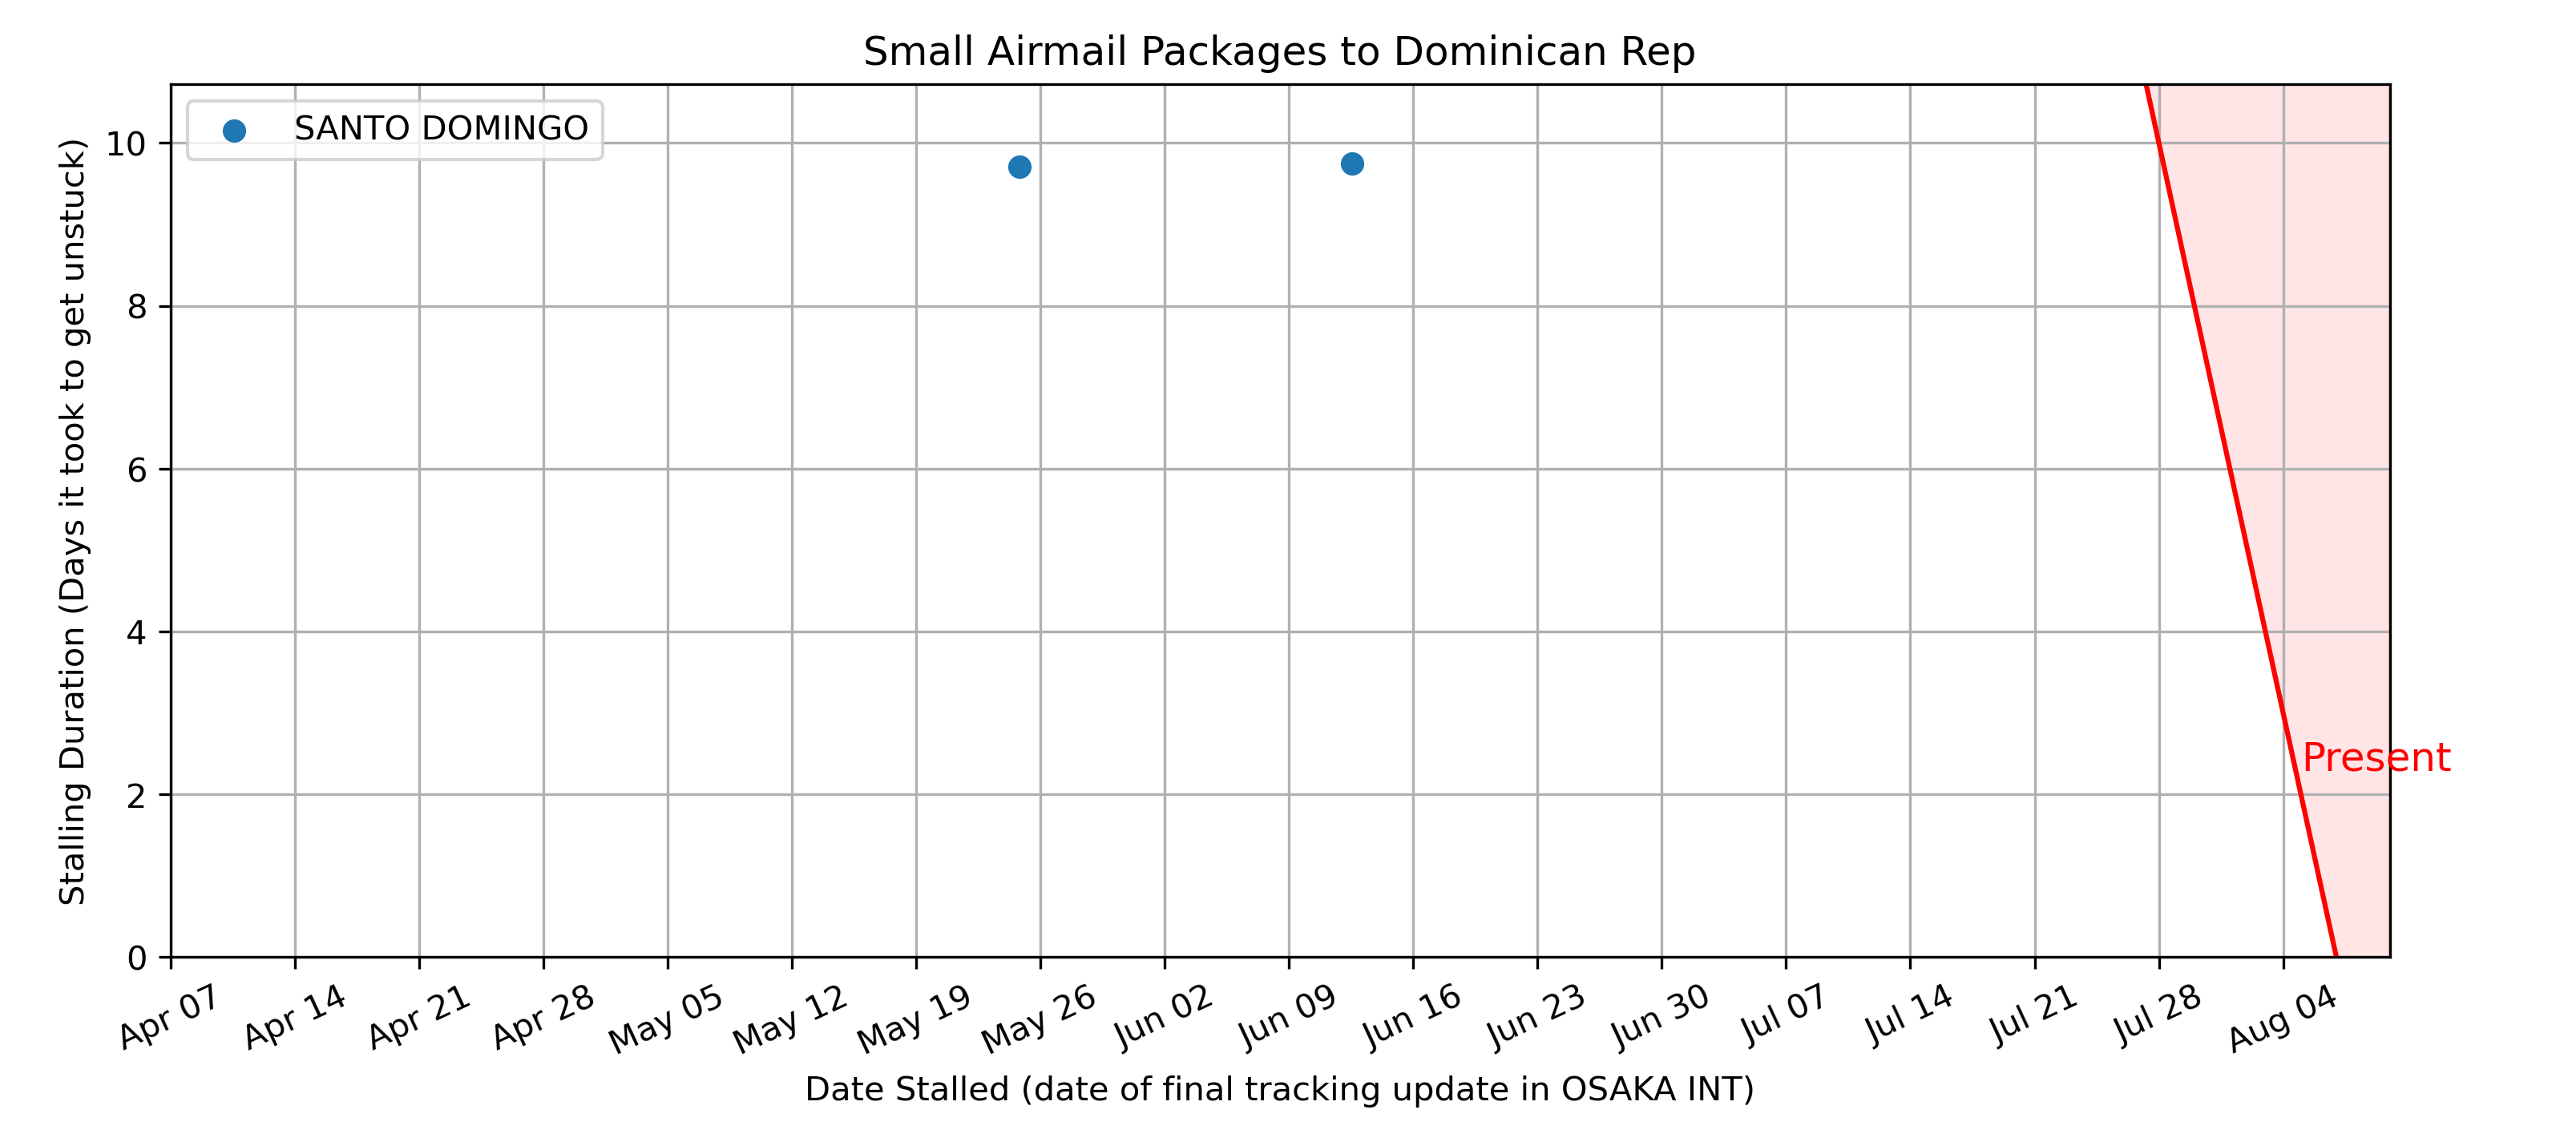 Small Airmail Packages to Dominican Rep
SANTO DOMINGO
Stalling Duration (Days it took to get unstuck)
10
8
6
4
2
0
Present
Apr 07
Apr 14
Apr 21
Apr 28
May 05
May 12
May 19
May 26
Jun 02
Jun 09
Jun 16
Jun 23
Jun 30
Jul 07
Jul 14
Jul 21
Jul 28
Aug 04
Date Stalled (date of final tracking update in OSAKA INT)